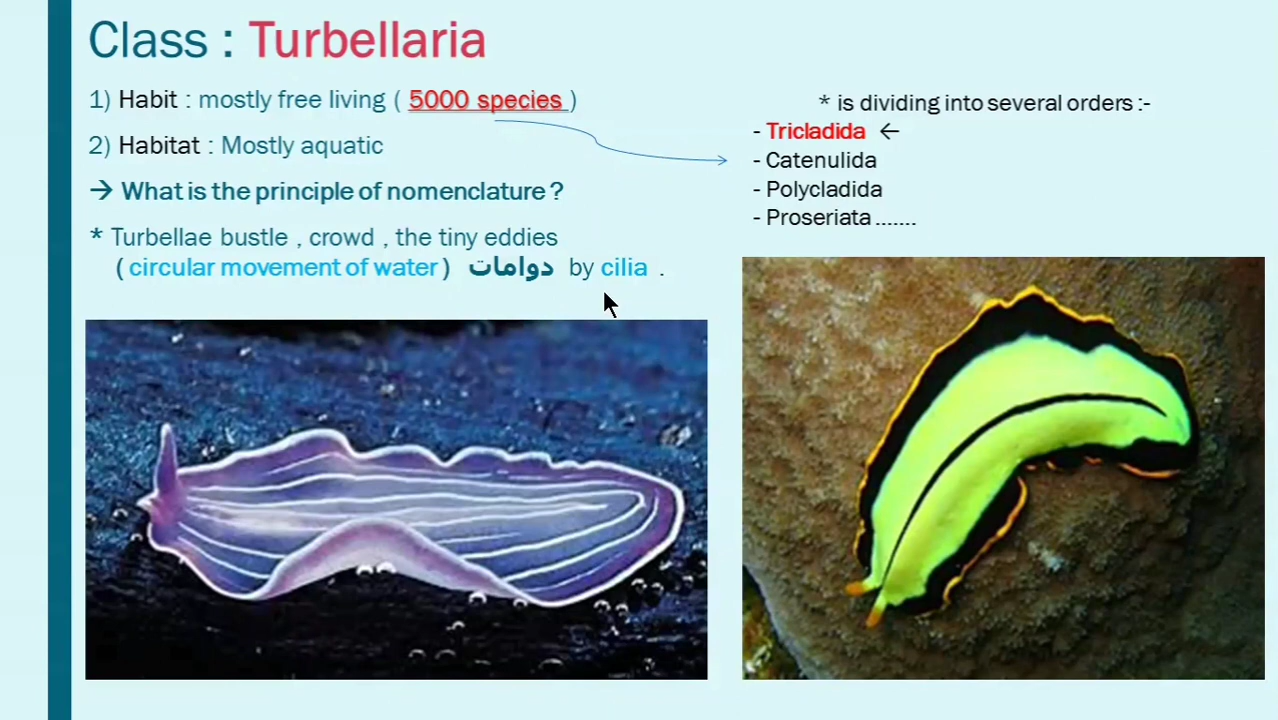 Class : Turbellaria
1) Habit : mostly free living ( 5000 species )
2) Habitat : Mostly aquatic
→ What is the principle of nomenclature ?
* Turbellae bustle , crowd , the tiny eddies
( circular movement of water ) دوامات by cilia .
* is dividing into several orders :-
- Tricladida ←
- Catenulida
- Polycladida
- Proseriata .......